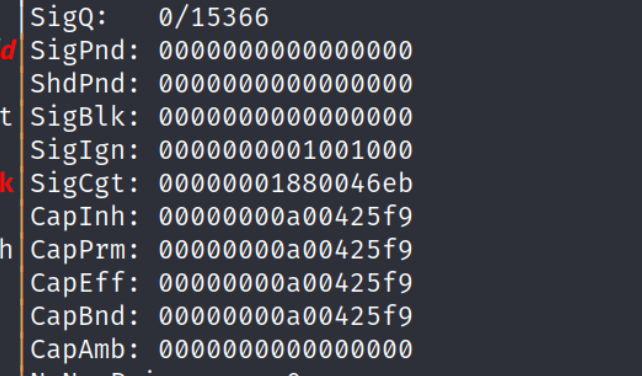 SigQ:   0/15366
d SigPnd: 0000000000000000
ShdPnd: 0000000000000000
t SigBlk: 0000000000000000
SigIgn: 0000000001001000
k SigCgt: 00000001880046eb
CapInh: 00000000a00425f9
h CapPrm: 00000000a00425f9
CapEff: 00000000a00425f9
CapBnd: 00000000a00425f9
CapAmb: 0000000000000000